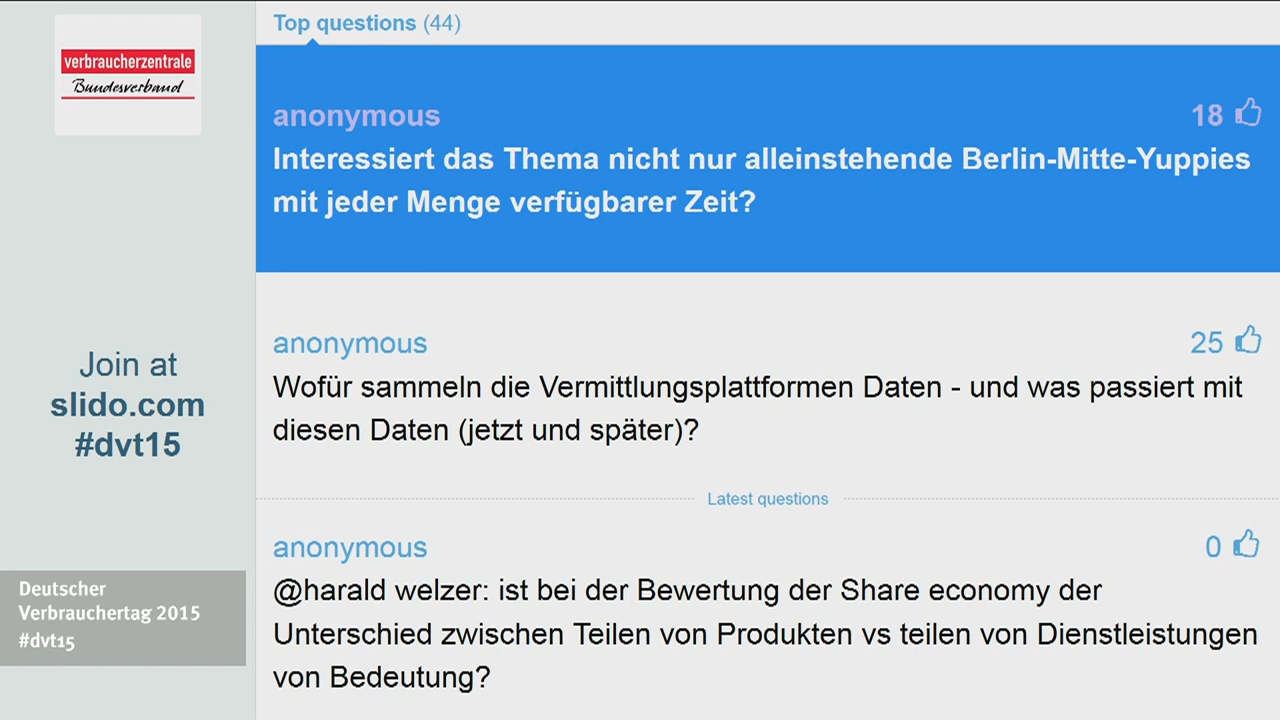 verbraucherzentrale
Bundesverband
Join at
slido.com
#dvt15
Deutscher
Verbrauchertag 2015
#dvt15
Top questions (44)
anonymous 18
Interessiert das Thema nicht nur alleinstehende Berlin-Mitte-Yuppies
mit jeder Menge verfügbarer Zeit?
anonymous 25
Wofür sammeln die Vermittlungsplattformen Daten - und was passiert mit
diesen Daten (jetzt und später)?
Latest questions
anonymous 0
@harald welzer: ist bei der Bewertung der Share economy der
Unterschied zwischen Teilen von Produkten vs teilen von Dienstleistungen
von Bedeutung?